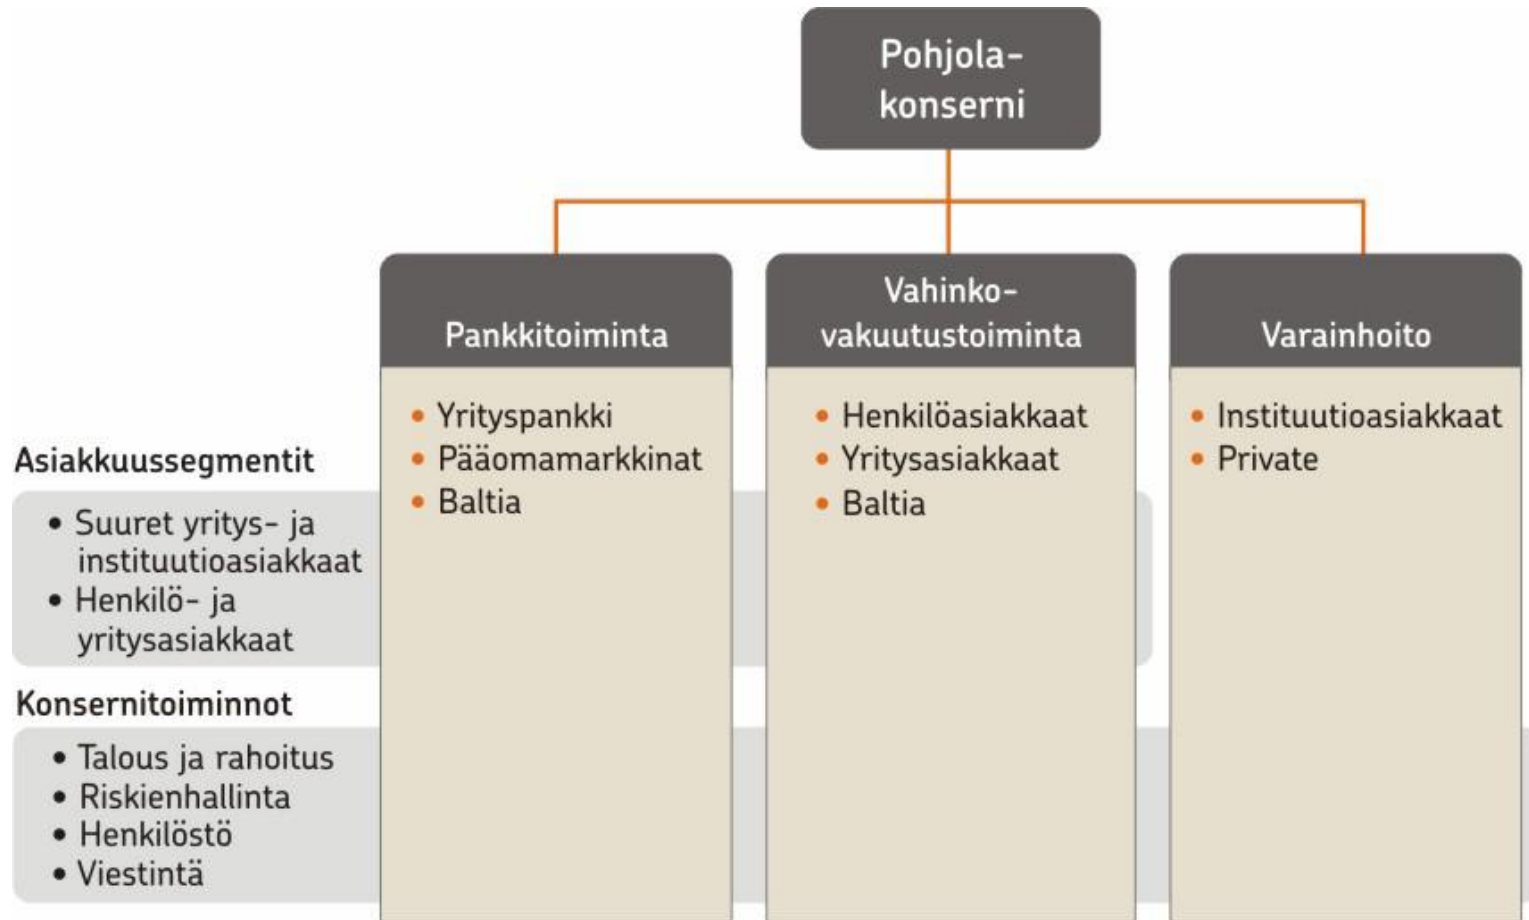 Pohjola-
konserni
Pankkitoiminta
Vahinko-
vakuutustoiminta
Varainhoito
• Yrityspankki
• Pääomamarkkinat
• Baltia
• Henkilöasiakkaat
• Yritysasiakkaat
• Baltia
• Instituutioasiakkaat
• Private
Asiakkuussegmentit
• Suuret yritys- ja
instituutioasiakkaat
• Henkilö- ja
yritysasiakkaat
Konsernitoiminnot
• Talous ja rahoitus
• Riskienhallinta
• Henkilöstö
• Viestintä